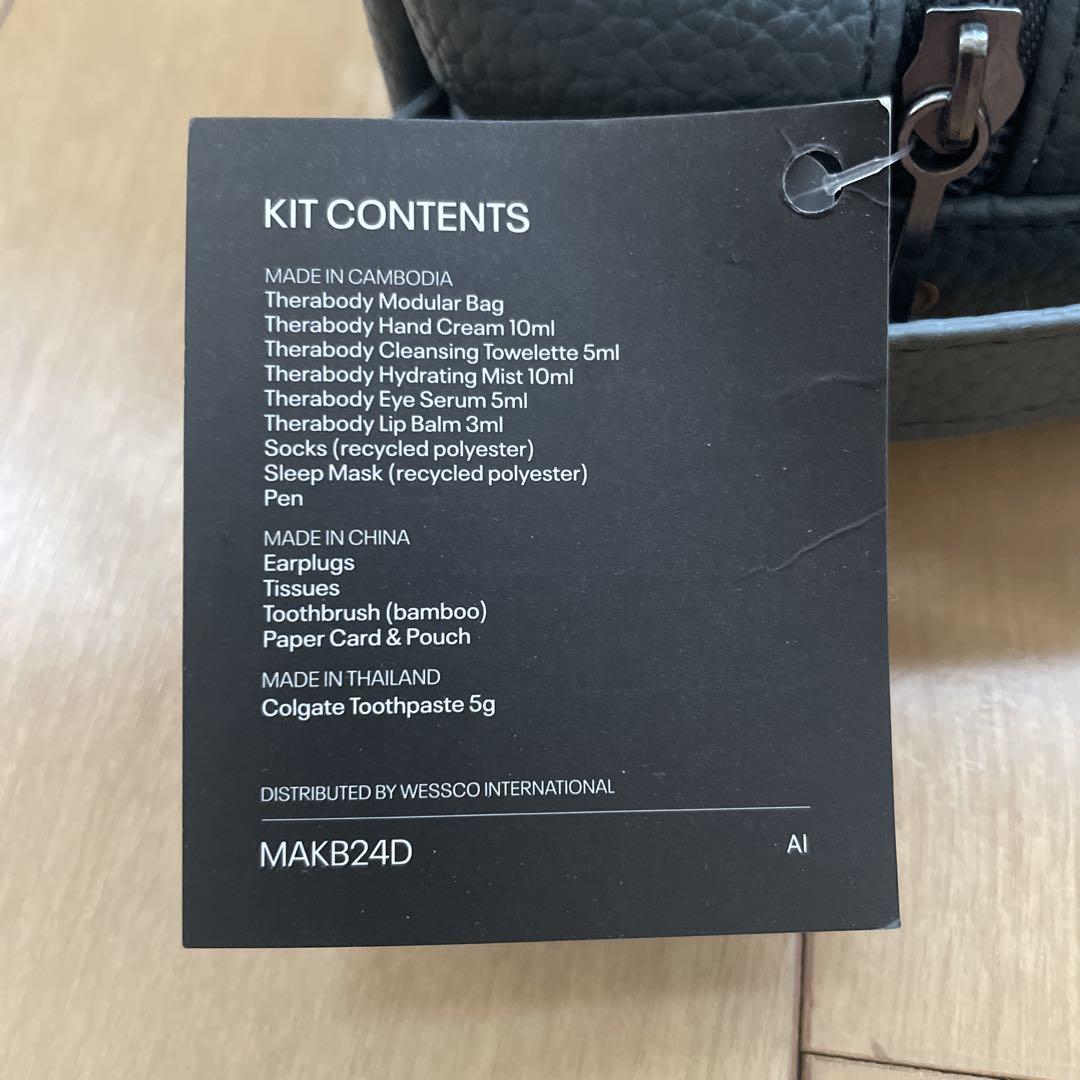 KIT CONTENTS
MADE IN CAMBODIA
Therabody Modular Bag
Therabody Hand Cream 10ml
Therabody Cleansing Towelette 5ml
Therabody Hydrating Mist 10ml
Therabody Eye Serum 5ml
Therabody Lip Balm 3ml
Socks (recycled polyester)
Sleep Mask (recycled polyester)
Pen
MADE IN CHINA
Earplugs
Tissues
Toothbrush (bamboo)
Paper Card & Pouch
MADE IN THAILAND
Colgate Toothpaste 5g
DISTRIBUTED BY WESSCO INTERNATIONAL
MAKB24D AI